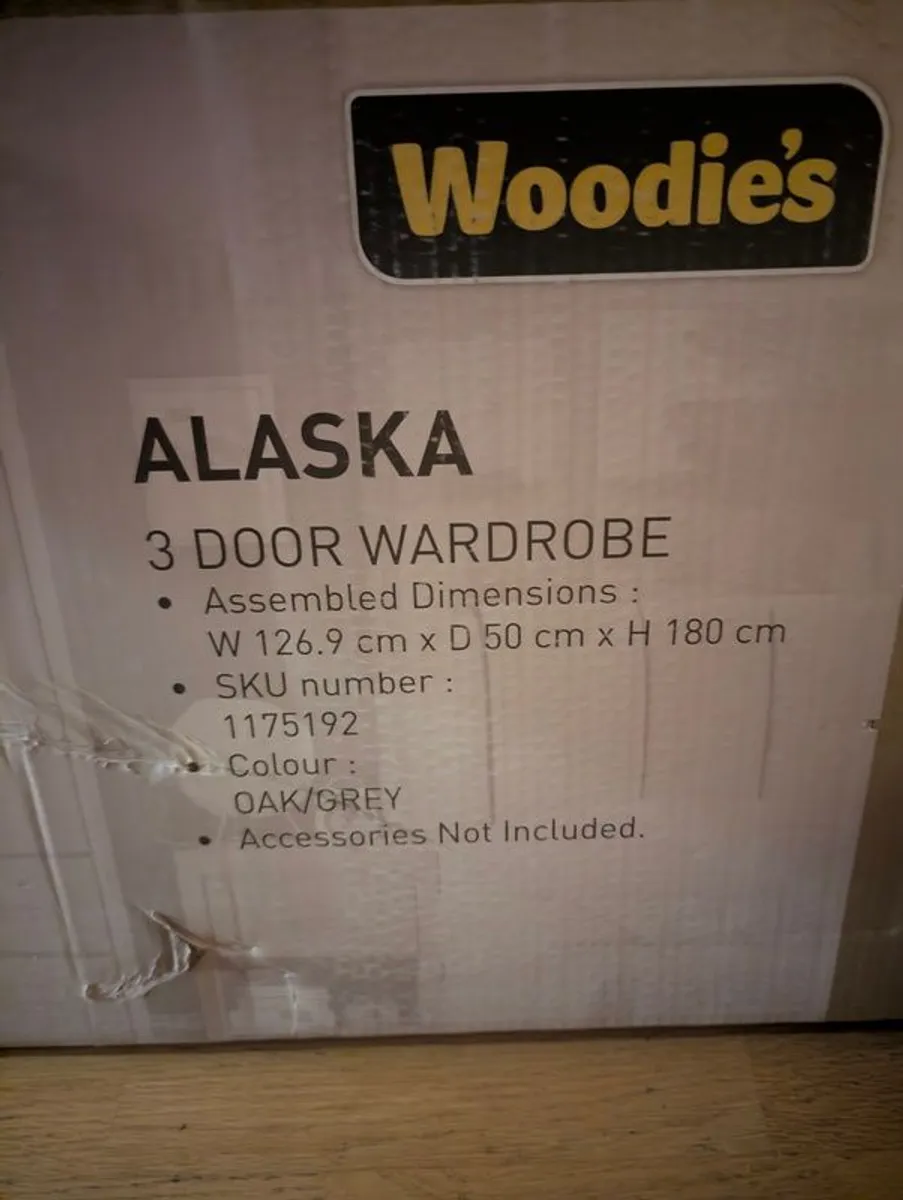 Woodie's
ALASKA
3 DOOR WARDROBE
• Assembled Dimensions :
W 126.9 cm x D 50 cm x H 180 cm
• SKU number :
1175192
• Colour :
OAK/GREY
• Accessories Not Included.